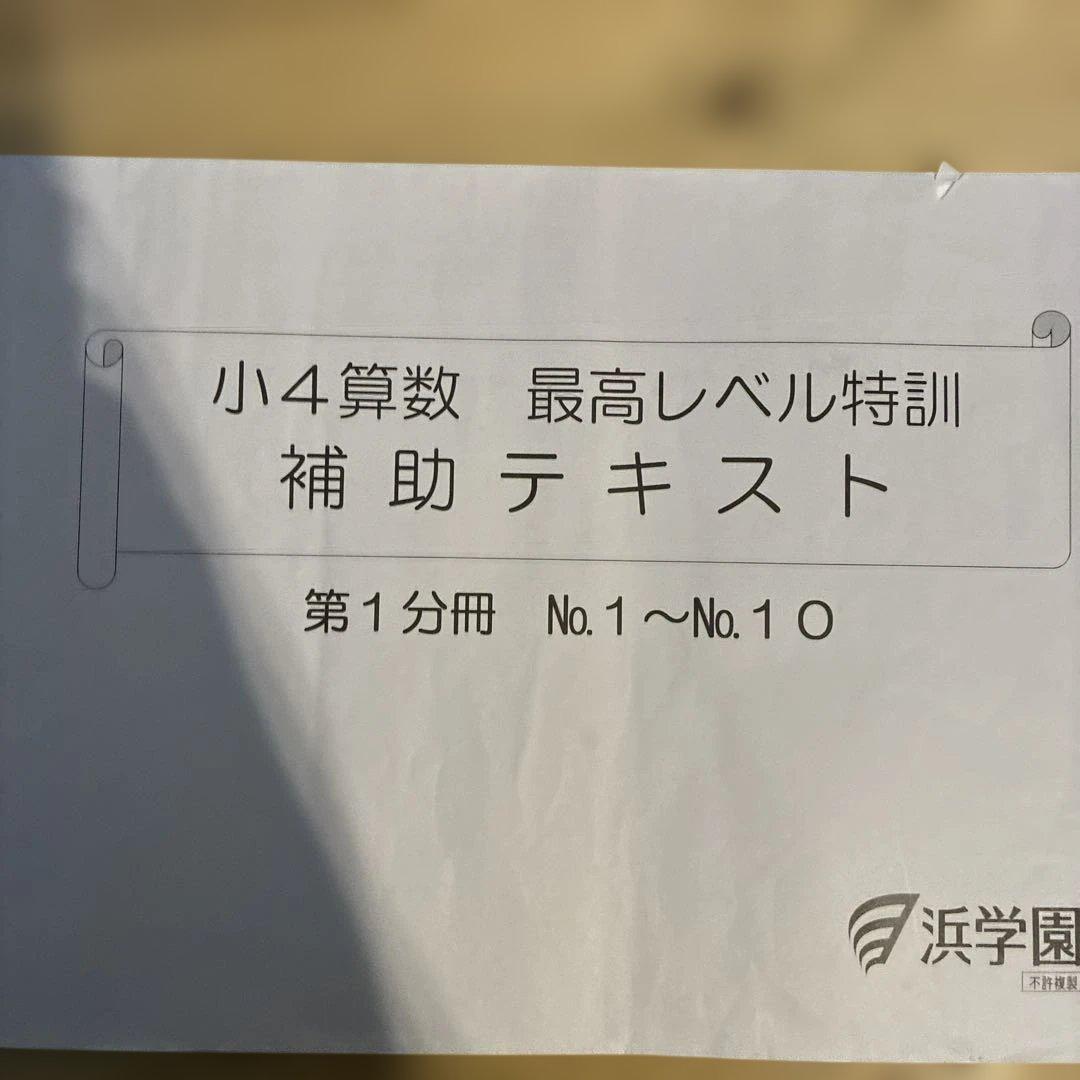 小４算数　最高レベル特訓
補助テキスト
第１分冊　№.１～№.１０
浜学園
不許複製